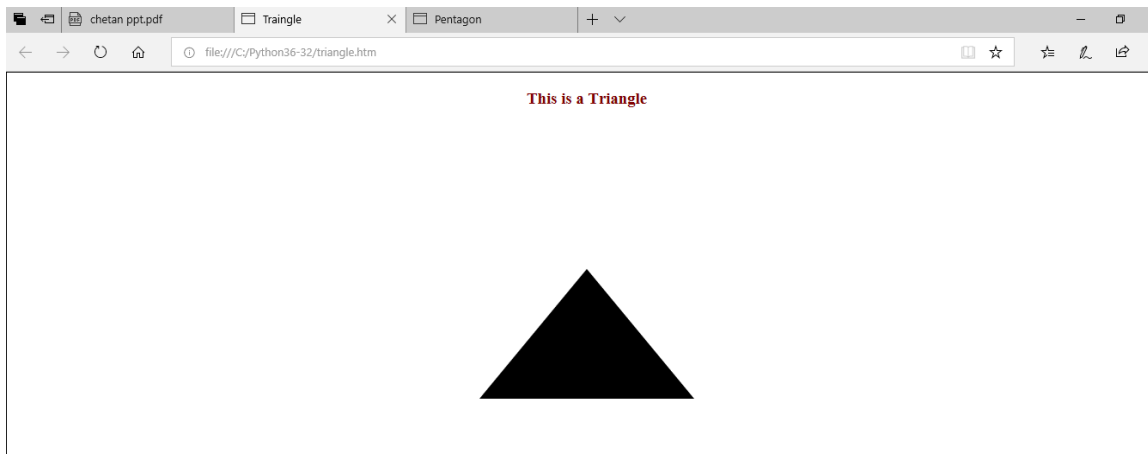 chetan ppt.pdf
Traingle
Pentagon
file:///C:/Python36-32/triangle.htm
This is a Triangle